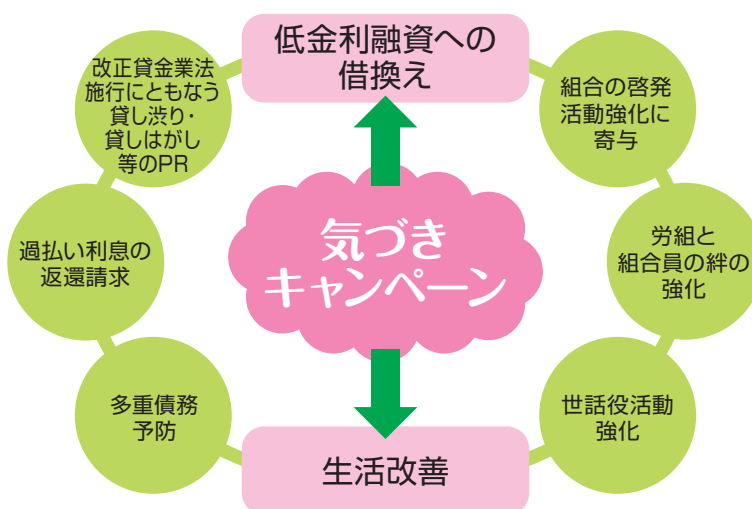 低金利融資への
借換え
改正貸金業法
施行にともなう
貸し渋り・
貸しはがし
等のPR
組合の啓発
活動強化に
寄与
気づき
キャンペーン
過払い利息の
返還請求
労組と
組合員の絆の
強化
多重債務
予防
世話役活動
強化
生活改善